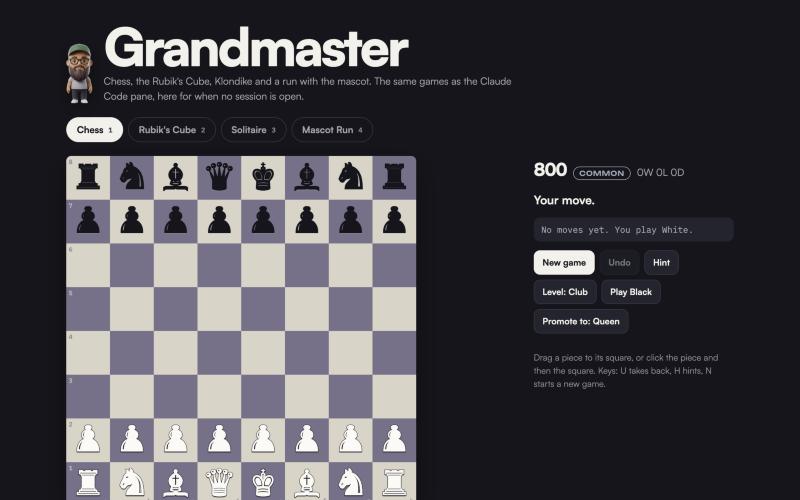 Grandmaster
Chess, the Rubik's Cube, Klondike and a run with the mascot. The same games as the Claude
Code pane, here for when no session is open.
Chess 1 Rubik's Cube 2 Solitaire 3 Mascot Run 4
8
7
6
5
4
3
2
1
800 COMMON 0W 0L 0D
Your move.
No moves yet. You play White.
New game Undo Hint
Level: Club Play Black
Promote to: Queen
Drag a piece to its square, or click the piece and
then the square. Keys: U takes back, H hints, N
starts a new game.